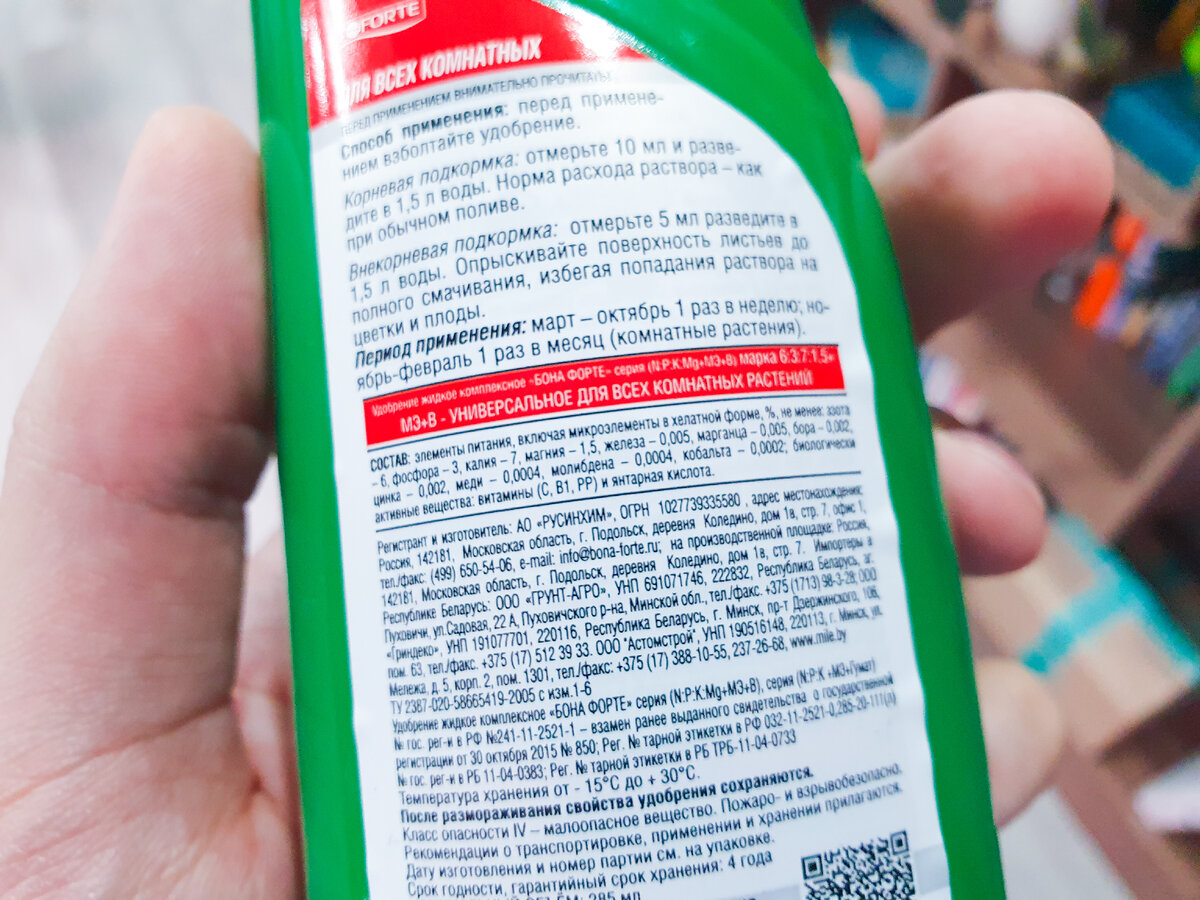 FORTE
ДЛЯ ВСЕХ КОМНАТНЫХ
ПЕРЕД ПРИМЕНЕНИЕМ ВНИМАТЕЛЬНО ПРОЧИТАТЬ
Способ применения: перед примене-
нием взболтайте удобрение.
Корневая подкормка: отмерьте 10 мл и разве-
дите в 1,5 л воды. Норма расхода раствора – как
при обычном поливе.
Внекорневая подкормка: отмерьте 5 мл разведите в
1,5 л воды. Опрыскивайте поверхность листьев до
полного смачивания, избегая попадания раствора на
цветки и плоды.
Период применения: март – октябрь 1 раз в неделю; но-
ябрь-февраль 1 раз в месяц (комнатные растения).
Удобрение жидкое комплексное «БОНА ФОРТЕ» серия (N:P:K:Mg+МЭ+В) марка 6:3:7:1,5+
МЭ+В - УНИВЕРСАЛЬНОЕ ДЛЯ ВСЕХ КОМНАТНЫХ РАСТЕНИЙ
СОСТАВ: элементы питания, включая микроэлементы в хелатной форме, %, не менее: азота
– 6, фосфора – 3, калия – 7, магния – 1,5, железа – 0,005, марганца – 0,005, бора – 0,002,
цинка – 0,002, меди – 0,0004, молибдена – 0,0004, кобальта – 0,0002; биологически
активные вещества: витамины (С, В1, РР) и янтарная кислота.
Регистрант и изготовитель: АО «РУСИНХИМ», ОГРН 1027739335580 , адрес местонахождения:
Россия, 142181, Московская область, г. Подольск, деревня Коледино, дом 1в, стр. 7, офис 1,
тел./факс: (499) 650-54-06, e-mail: info@bona-forte.ru; на производственной площадке: Россия,
142181, Московская область, г. Подольск, деревня Коледино, дом 1в, стр. 7. Импортеры в
Республике Беларусь: ООО «ГРУНТ-АГРО», УНП 691071746, 222832, Республика Беларусь, аг.
Пуховичи, ул.Садовая, 22 А, Пуховичского р-на, Минской обл., тел./факс. +375 (1713) 98-3-28; ООО
«Гриндеко», УНП 191077701, 220116, Республика Беларусь, г. Минск, пр-т Дзержинского, 106,
пом. 63, тел./факс. +375 (17) 512 39 33. ООО "Астомстрой", УНП 190516148, 220113, г. Минск, ул.
Мележа, д. 5, корп. 2, пом. 1301, тел./факс: +375 (17) 388-10-55, 237-26-68, www.mile.by
ТУ 2387-020-58665419-2005 с изм.1-6
Удобрение жидкое комплексное «БОНА ФОРТЕ» серия (N:P:K:Mg+МЭ+В), серия (N:P:K +МЭ+Гумат)
№ гос. рег-и в РФ №241-11-2521-1 – взамен ранее выданного свидетельства о государственной
регистрации от 30 октября 2015 № 850; Рег. № тарной этикетки в РФ 032-11-2521-0,285-20-111(п)
№ гос. рег-и в РБ 11-04-0383; Рег. № тарной этикетки в РБ ТРБ-11-04-0733
Температура хранения от - 15°С до + 30°С.
После размораживания свойства удобрения сохраняются.
Класс опасности IV – малоопасное вещество. Пожаро- и взрывобезопасно.
Рекомендации о транспортировке, применении и хранении прилагаются.
Дату изготовления и номер партии см. на упаковке.
Срок годности, гарантийный срок хранения: 4 года
ОБЪЁМ: 285 мл